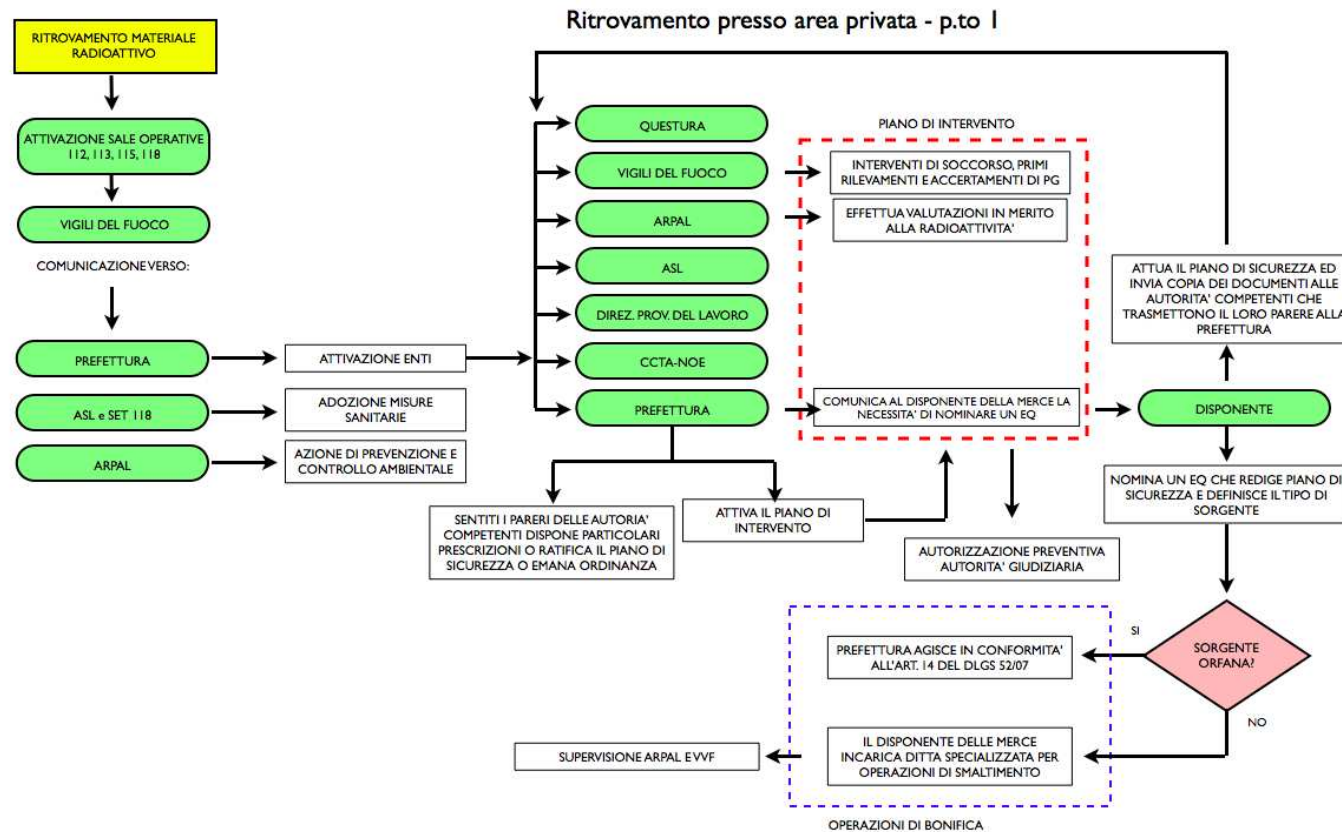 Ritrovamento presso area privata - p.to 1
RITROVAMENTO MATERIALE
RADIOATTIVO
ATTIVAZIONE SALE OPERATIVE
112, 113, 115, 118
VIGILI DEL FUOCO
COMUNICAZIONE VERSO:
PREFETTURA
ATTIVAZIONE ENTI
ASL e SET 118
ADOZIONE MISURE
SANITARIE
ARPAL
AZIONE DI PREVENZIONE E
CONTROLLO AMBIENTALE
QUESTURA
VIGILI DEL FUOCO
ARPAL
ASL
DIREZ. PROV. DEL LAVORO
CCTA-NOE
PREFETTURA
PIANO DI INTERVENTO
INTERVENTI DI SOCCORSO, PRIMI
RILEVAMENTI E ACCERTAMENTI DI PG
EFFETTUA VALUTAZIONI IN MERITO
ALLA RADIOATTIVITA'
COMUNICA AL DISPONENTE DELLA MERCE LA
NECESSITA' DI NOMINARE UN EQ
ATTUA IL PIANO DI SICUREZZA ED
INVIA COPIA DEI DOCUMENTI ALLE
AUTORITA' COMPETENTI CHE
TRASMETTONO IL LORO PARERE ALLA
PREFETTURA
DISPONENTE
NOMINA UN EQ CHE REDIGE PIANO DI
SICUREZZA E DEFINISCE IL TIPO DI
SORGENTE
SENTITI I PARERI DELLE AUTORIA'
COMPETENTI DISPONE PARTICOLARI
PRESCRIZIONI O RATIFICA IL PIANO DI
SICUREZZA O EMANA ORDINANZA
ATTIVA IL PIANO DI
INTERVENTO
AUTORIZZAZIONE PREVENTIVA
AUTORITA' GIUDIZIARIA
SORGENTE
ORFANA?
SI
NO
PREFETTURA AGISCE IN CONFORMITA'
ALL'ART. 14 DEL DLGS 52/07
IL DISPONENTE DELLE MERCE
INCARICA DITTA SPECIALIZZATA PER
OPERAZIONI DI SMALTIMENTO
SUPERVISIONE ARPAL E VVF
OPERAZIONI DI BONIFICA